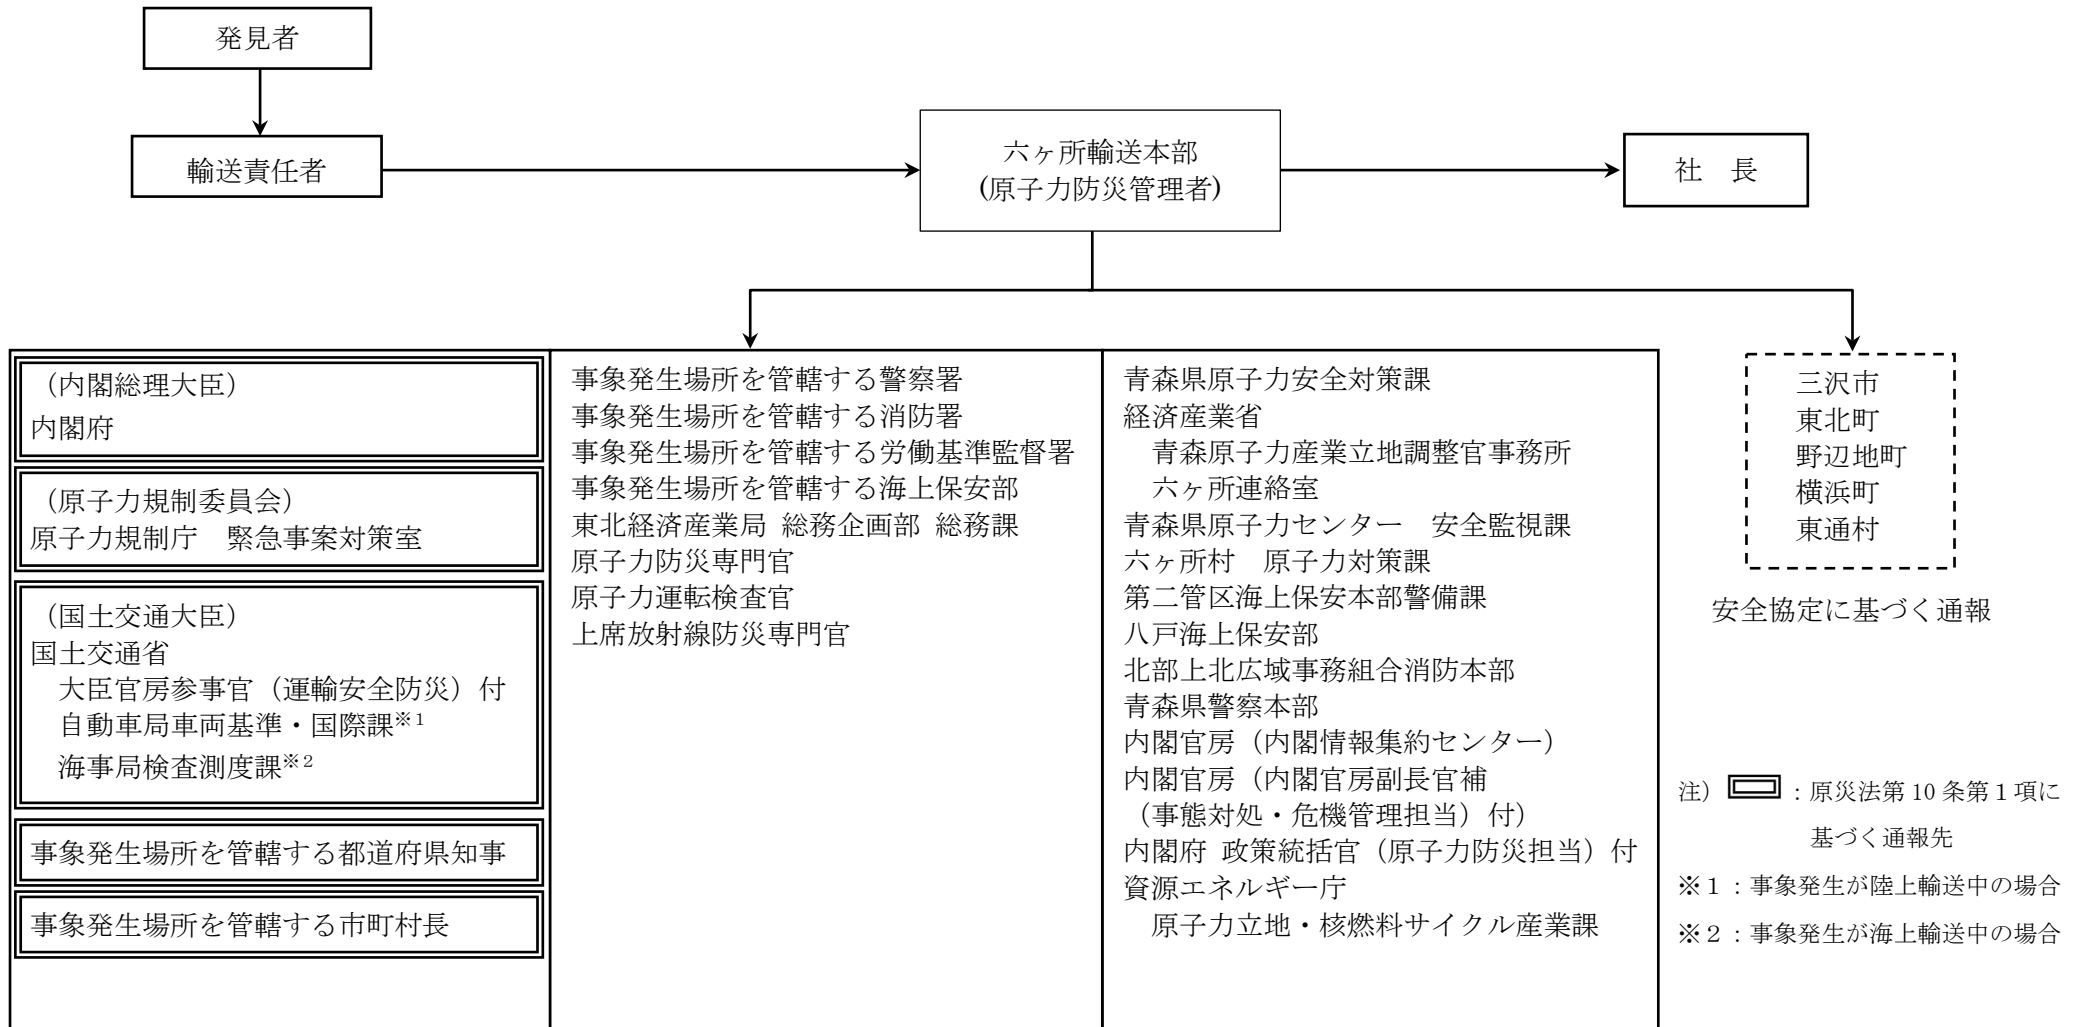 発見者
輸送責任者
六ヶ所輸送本部
(原子力防災管理者)
社　長
（内閣総理大臣）
内閣府
（原子力規制委員会）
原子力規制庁　緊急事案対策室
（国土交通大臣）
国土交通省
大臣官房参事官（運輸安全防災）付
自動車局車両基準・国際課※1
海事局検査測度課※2
事象発生場所を管轄する都道府県知事
事象発生場所を管轄する市町村長
事象発生場所を管轄する警察署
事象発生場所を管轄する消防署
事象発生場所を管轄する労働基準監督署
事象発生場所を管轄する海上保安部
東北経済産業局 総務企画部 総務課
原子力防災専門官
原子力運転検査官
上席放射線防災専門官
青森県原子力安全対策課
経済産業省
青森原子力産業立地調整官事務所
六ヶ所連絡室
青森県原子力センター　安全監視課
六ヶ所村　原子力対策課
第二管区海上保安本部警備課
八戸海上保安部
北部上北広域事務組合消防本部
青森県警察本部
内閣官房（内閣情報集約センター）
内閣官房（内閣官房副長官補
（事態対処・危機管理担当）付）
内閣府 政策統括官（原子力防災担当）付
資源エネルギー庁
原子力立地・核燃料サイクル産業課
三沢市
東北町
野辺地町
横浜町
東通村
安全協定に基づく通報
注）：原災法第 10 条第１項に
基づく通報先
※１：事象発生が陸上輸送中の場合
※２：事象発生が海上輸送中の場合